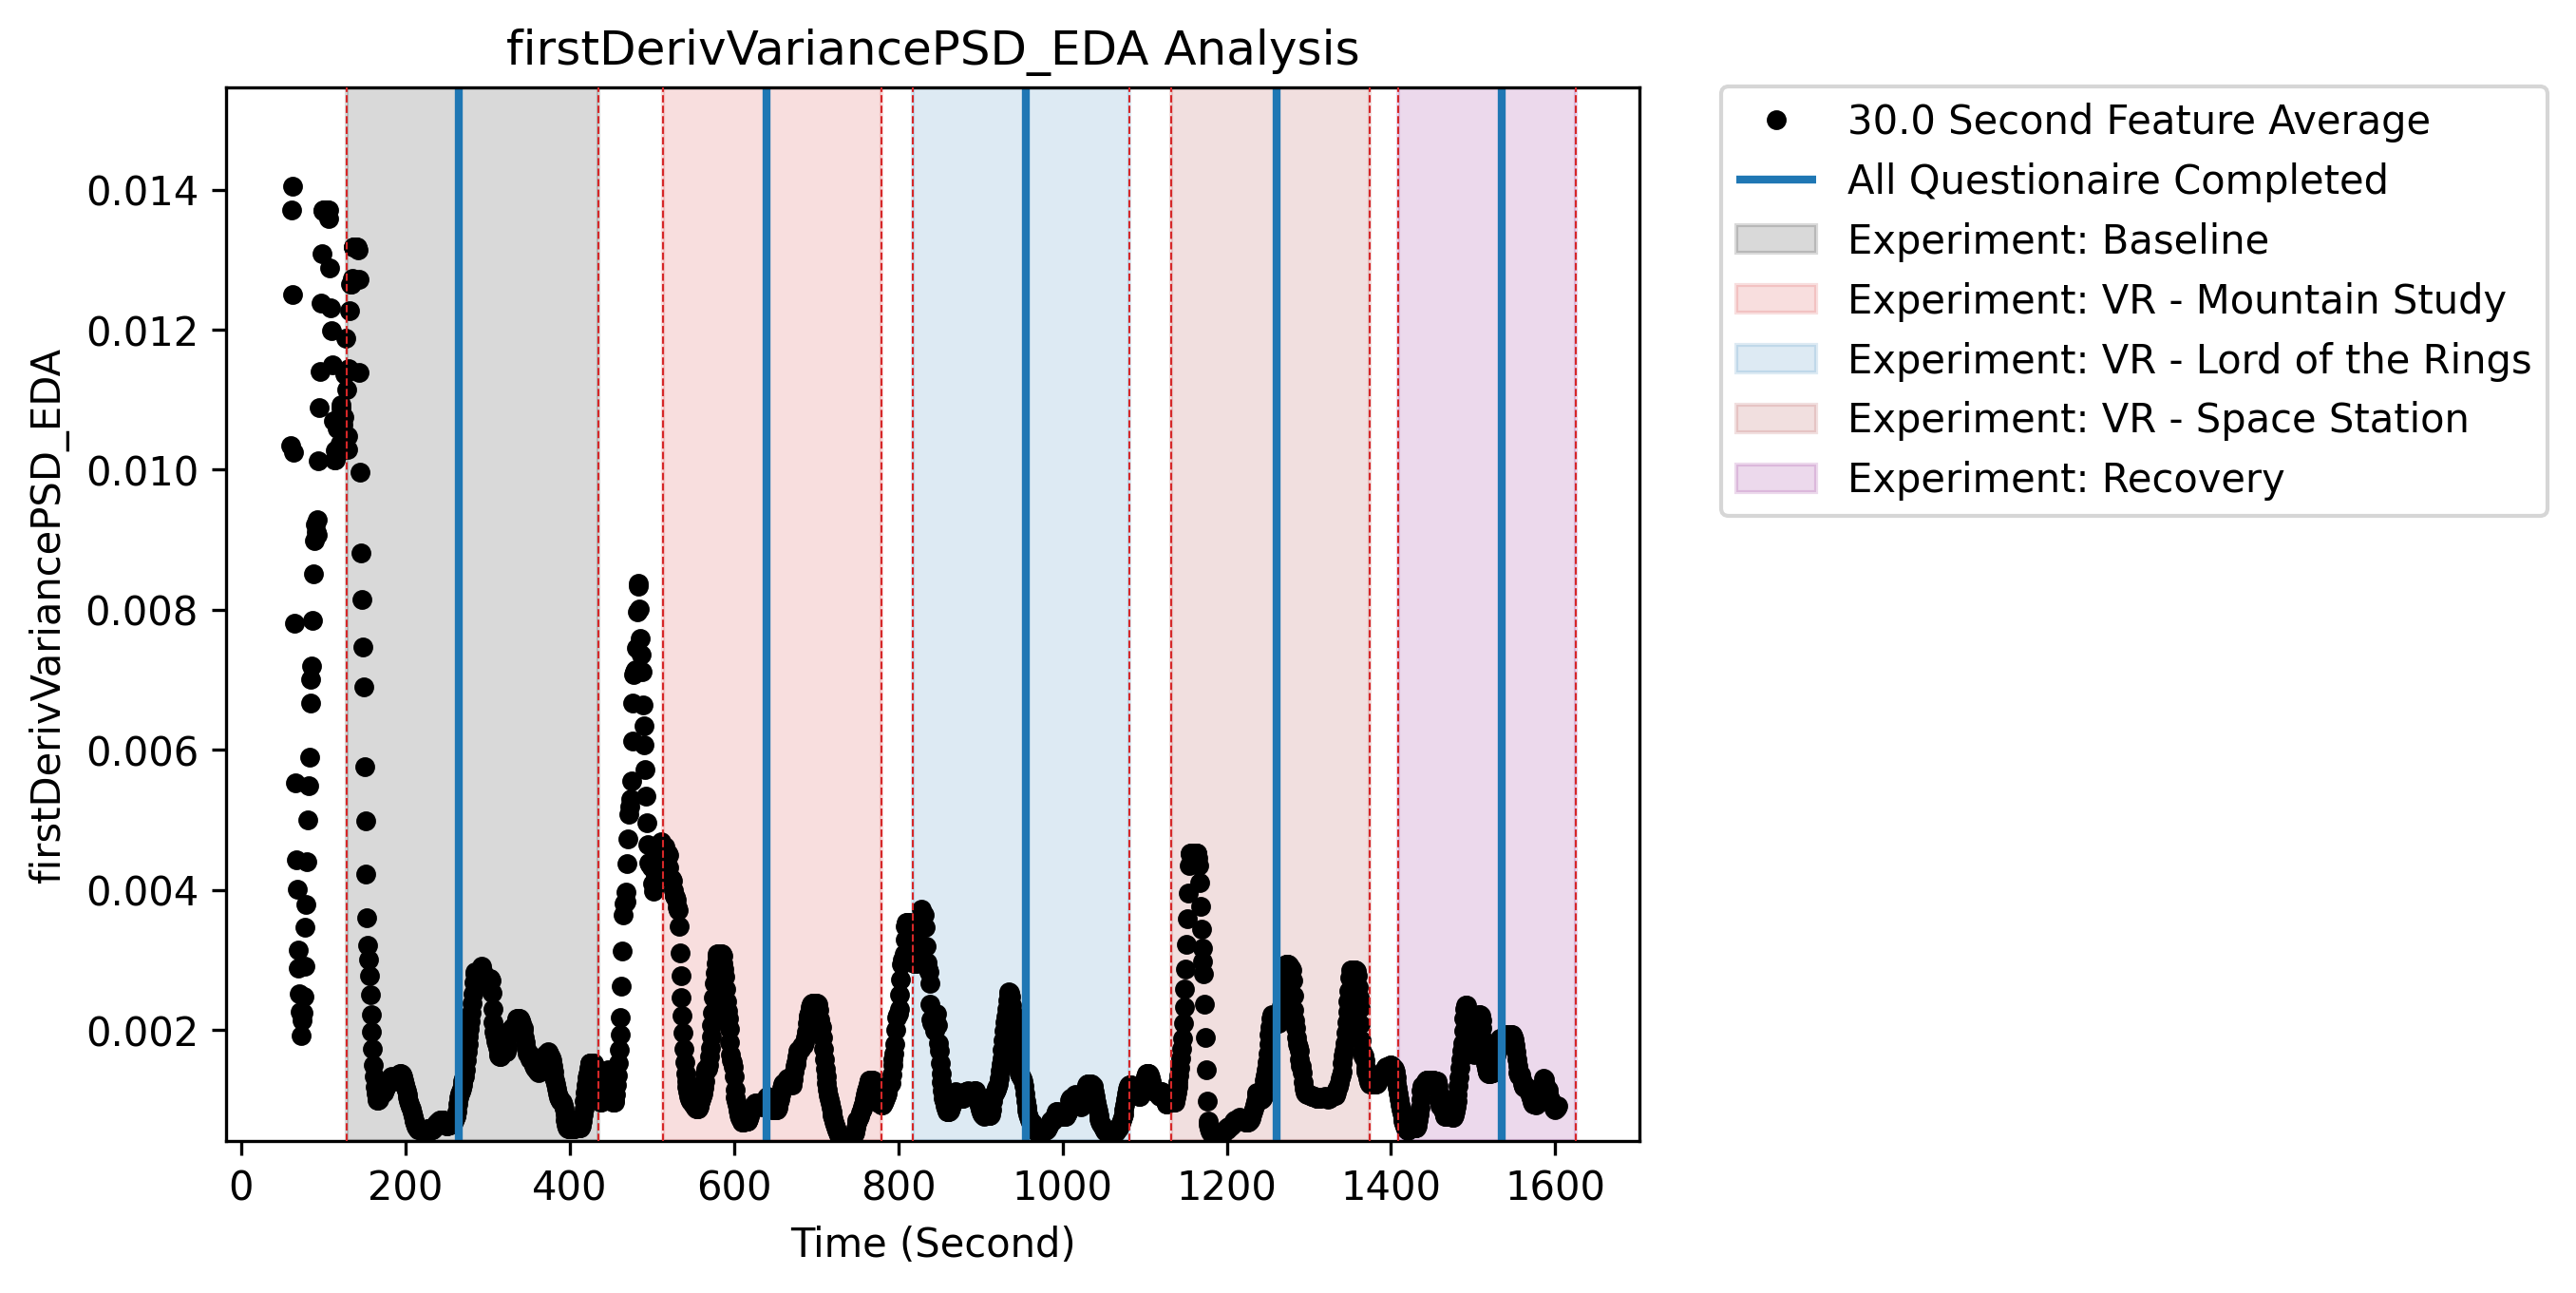 firstDerivVariancePSD_EDA Analysis
firstDerivVariancePSD_EDA
0.014
0.012
0.010
0.008
0.006
0.004
0.002
0 200 400 600 800 1000 1200 1400 1600
Time (Second)
30.0 Second Feature Average
All Questionaire Completed
Experiment: Baseline
Experiment: VR - Mountain Study
Experiment: VR - Lord of the Rings
Experiment: VR - Space Station
Experiment: Recovery